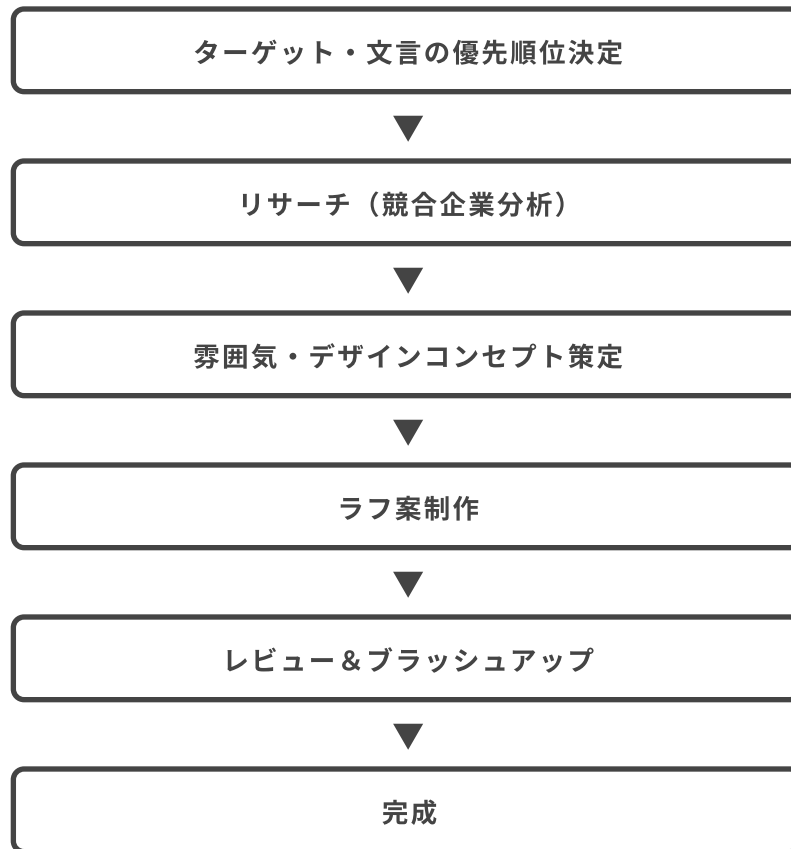 ターゲット・文言の優先順位決定
リサーチ（競合企業分析）
雰囲気・デザインコンセプト策定
ラフ案制作
レビュー＆ブラッシュアップ
完成